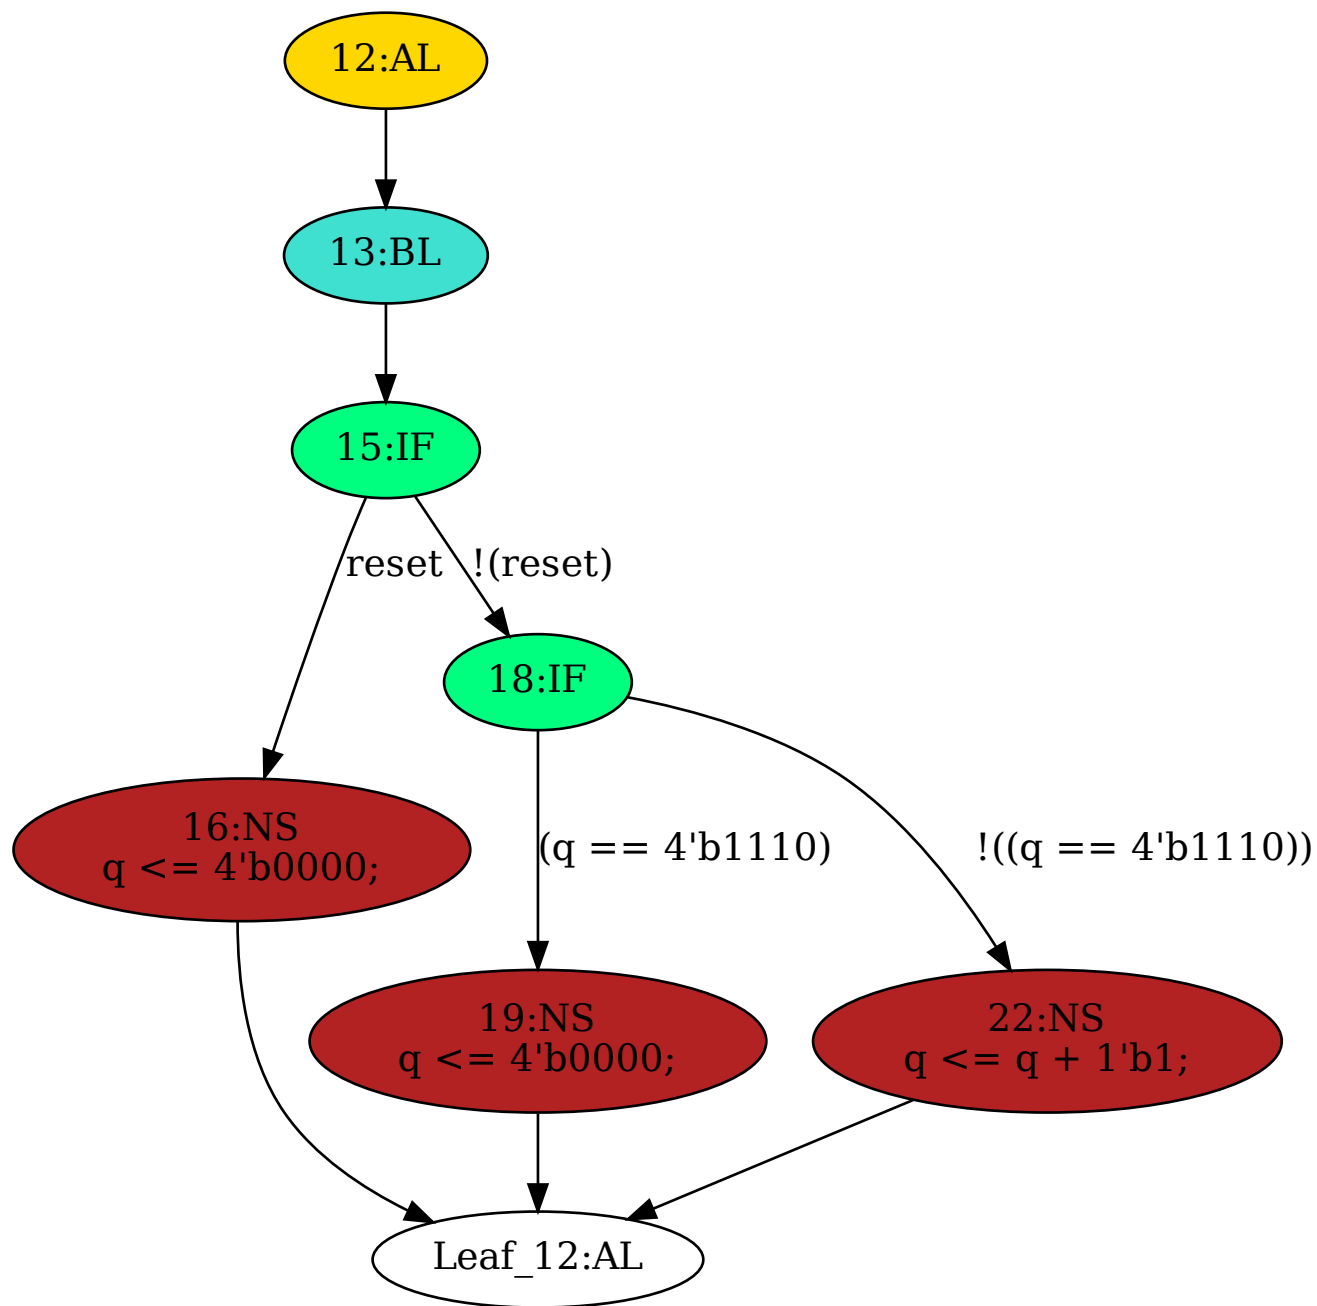 12:AL
13:BL
15:IF
reset
!(reset)
18:IF
16:NS
q <= 4'b0000;
(q == 4'b1110)
!((q == 4'b1110))
19:NS
q <= 4'b0000;
22:NS
q <= q + 1'b1;
Leaf_12:AL